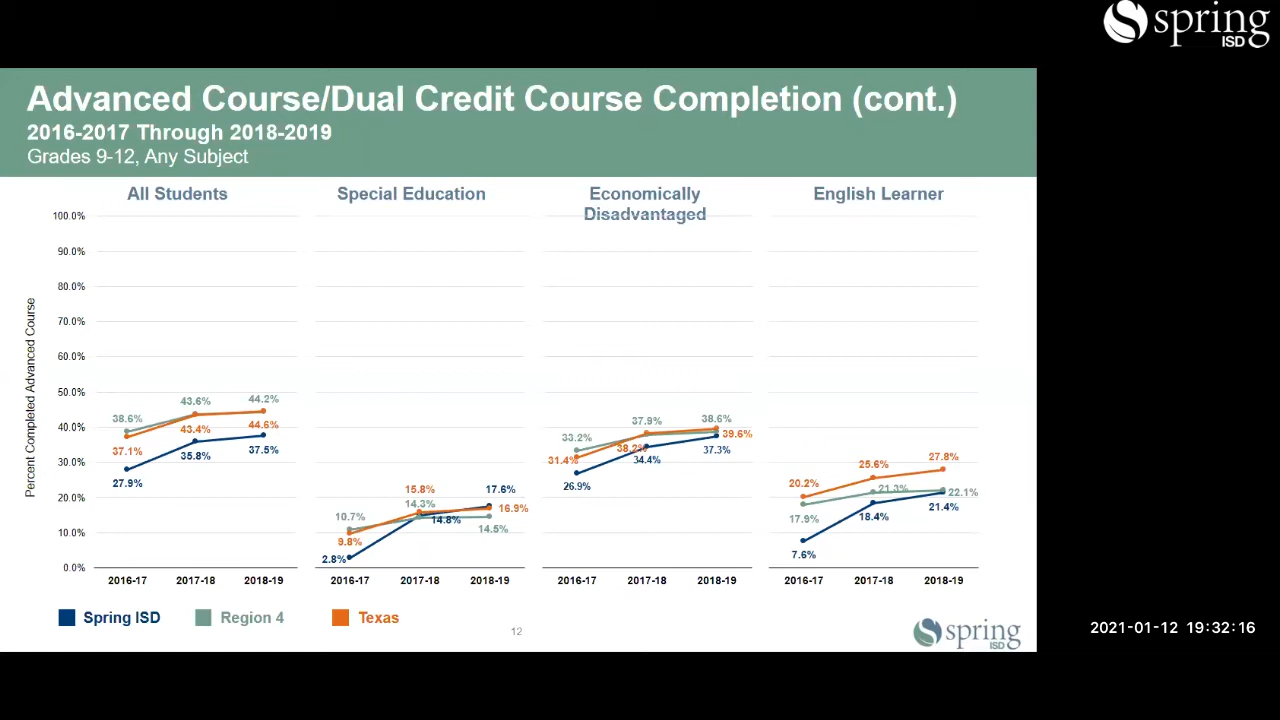 spring
ISD
Advanced Course/Dual Credit Course Completion (cont.)
2016-2017 Through 2018-2019
Grades 9-12, Any Subject
Percent Completed Advanced Course
All Students
100.0%
90.0%
80.0%
70.0%
60.0%
50.0%
40.0%
30.0%
20.0%
10.0%
0.0%
38.6%
43.6%
44.2%
37.1%
43.4%
44.6%
27.9%
35.8%
37.5%
2016-17 2017-18 2018-19
Special Education
10.7%
14.3%
14.5%
9.8%
15.8%
16.9%
2.8%
14.8%
17.6%
2016-17 2017-18 2018-19
Economically
Disadvantaged
33.2%
37.9%
38.6%
31.4%
38.2%
39.6%
26.9%
34.4%
37.3%
2016-17 2017-18 2018-19
English Learner
20.2%
25.6%
27.8%
17.9%
21.3%
22.1%
7.6%
18.4%
21.4%
2016-17 2017-18 2018-19
Spring ISD Region 4 Texas
12
spring
ISD
2021-01-12 19:32:16